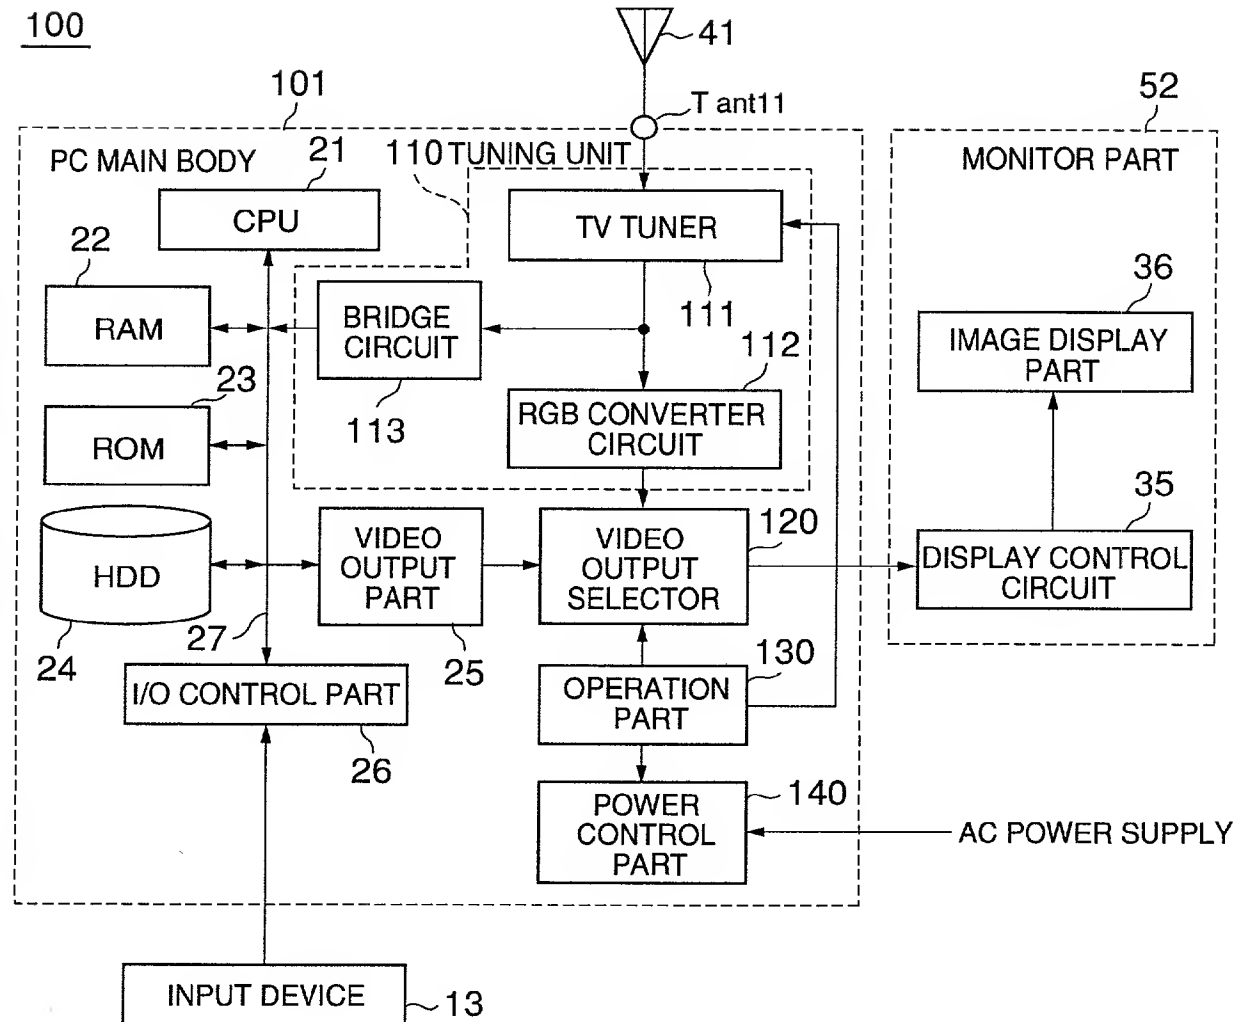 100
41
T ant11
101
52
PC MAIN BODY
21
110 TUNING UNIT
MONITOR PART
CPU
TV TUNER
22
36
111
RAM
BRIDGE
CIRCUIT
IMAGE DISPLAY
PART
112
23
113
RGB CONVERTER
CIRCUIT
ROM
35
120
HDD
VIDEO
OUTPUT
PART
VIDEO
OUTPUT
SELECTOR
DISPLAY CONTROL
CIRCUIT
27
24
25
130
I/O CONTROL PART
OPERATION
PART
26
140
POWER
CONTROL
PART
AC POWER SUPPLY
INPUT DEVICE
13